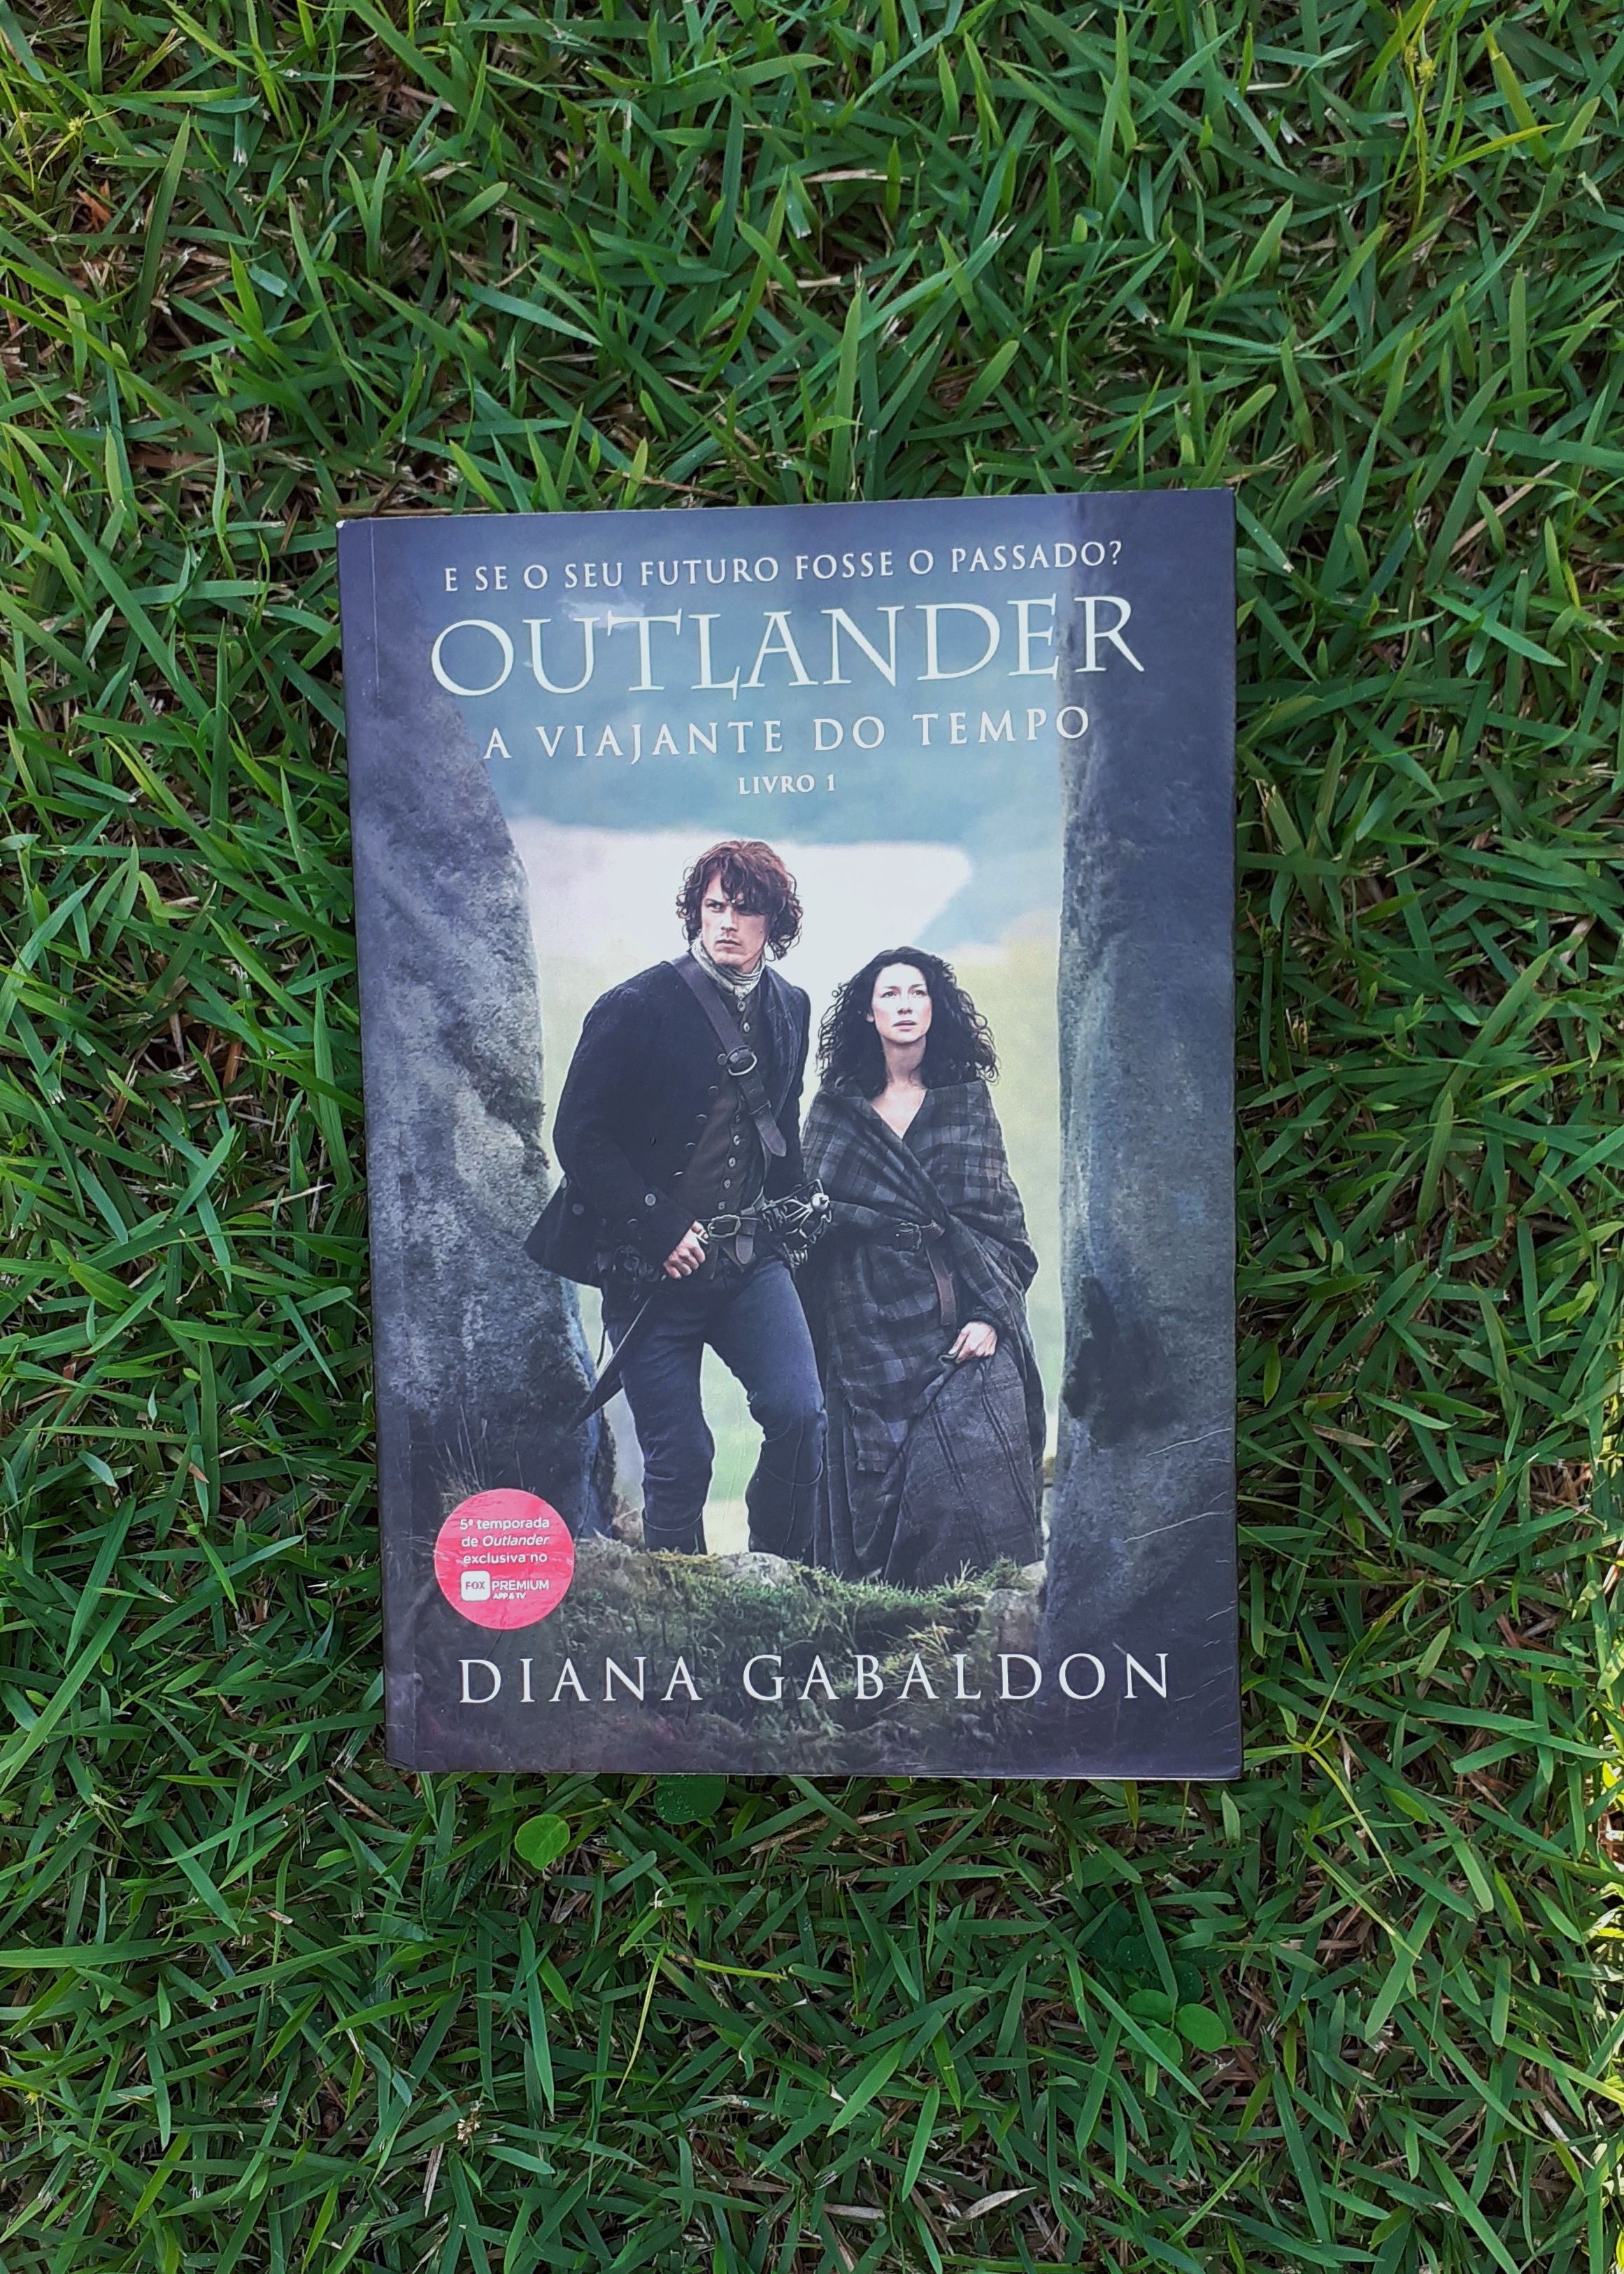 E SE O SEU FUTURO FOSSE O PASSADO?
OUTLANDER
A VIAJANTE DO TEMPO
LIVRO 1
5ª temporada
de Outlander
exclusiva no
FOX PREMIUM
APP & TV
DIANA GABALDON